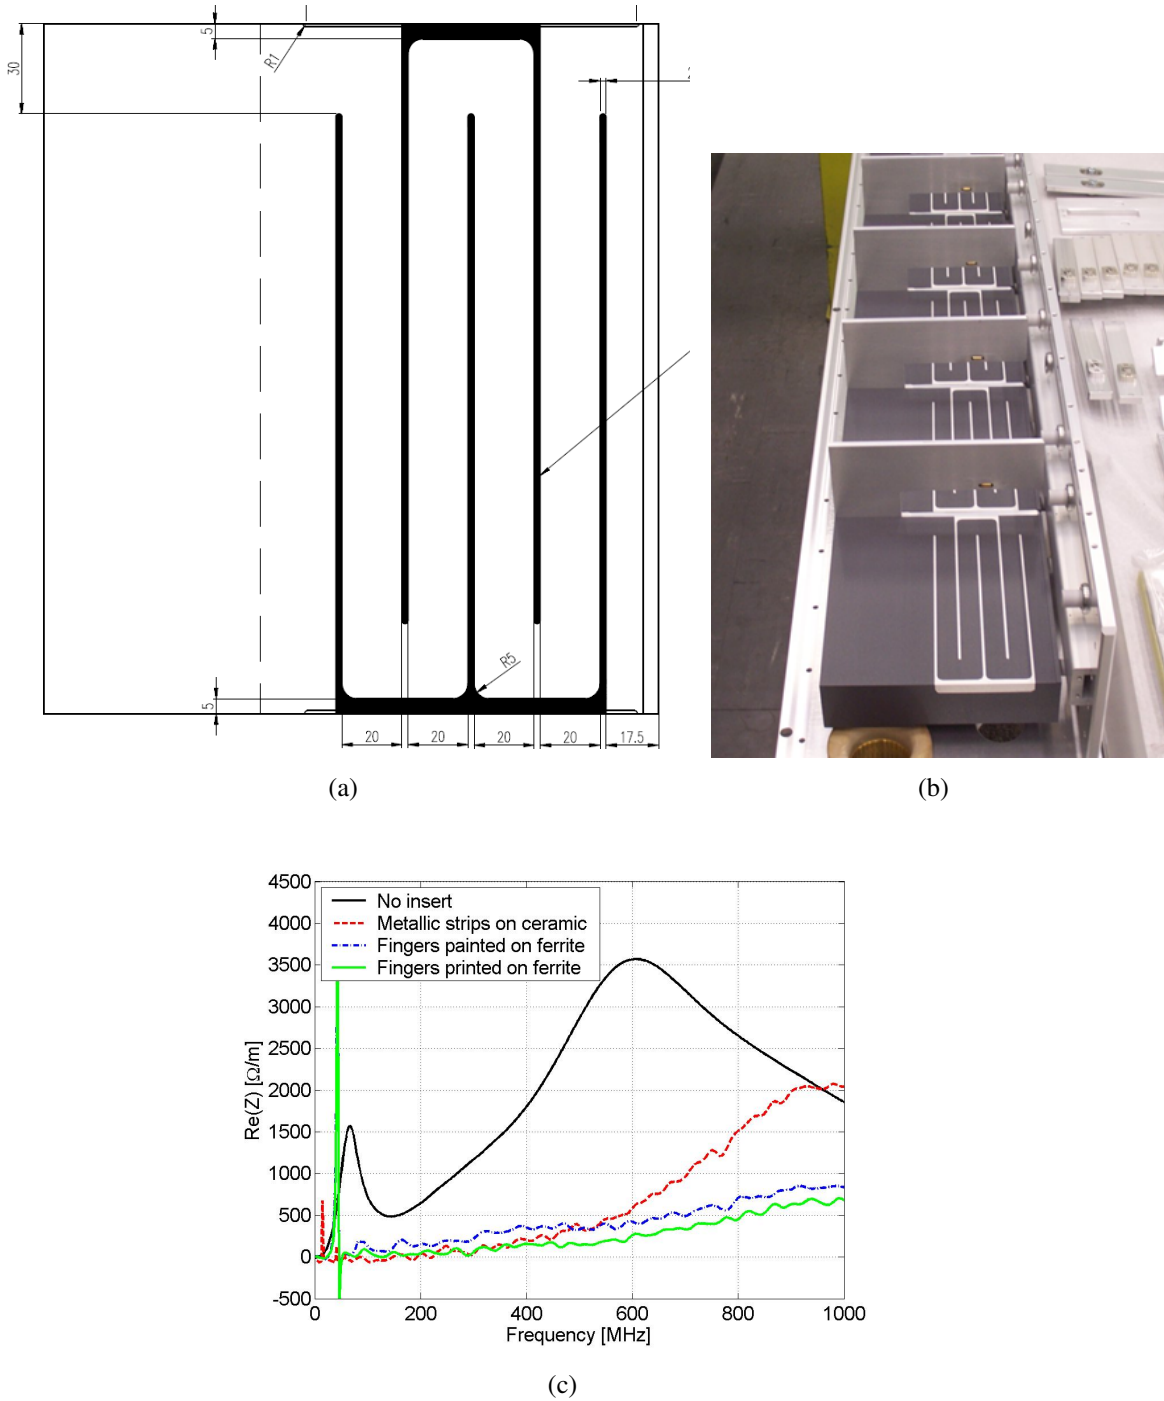 5
R1
30
R5
5
20
20
20
20
17.5
(a)
(b)
4500
4000
3500
3000
2500
2000
1500
1000
500
0
-500
Re(Z) [Ω/m]
No insert
Metallic strips on ceramic
Fingers painted on ferrite
Fingers printed on ferrite
0
200
400
600
800
1000
Frequency [MHz]
(c)